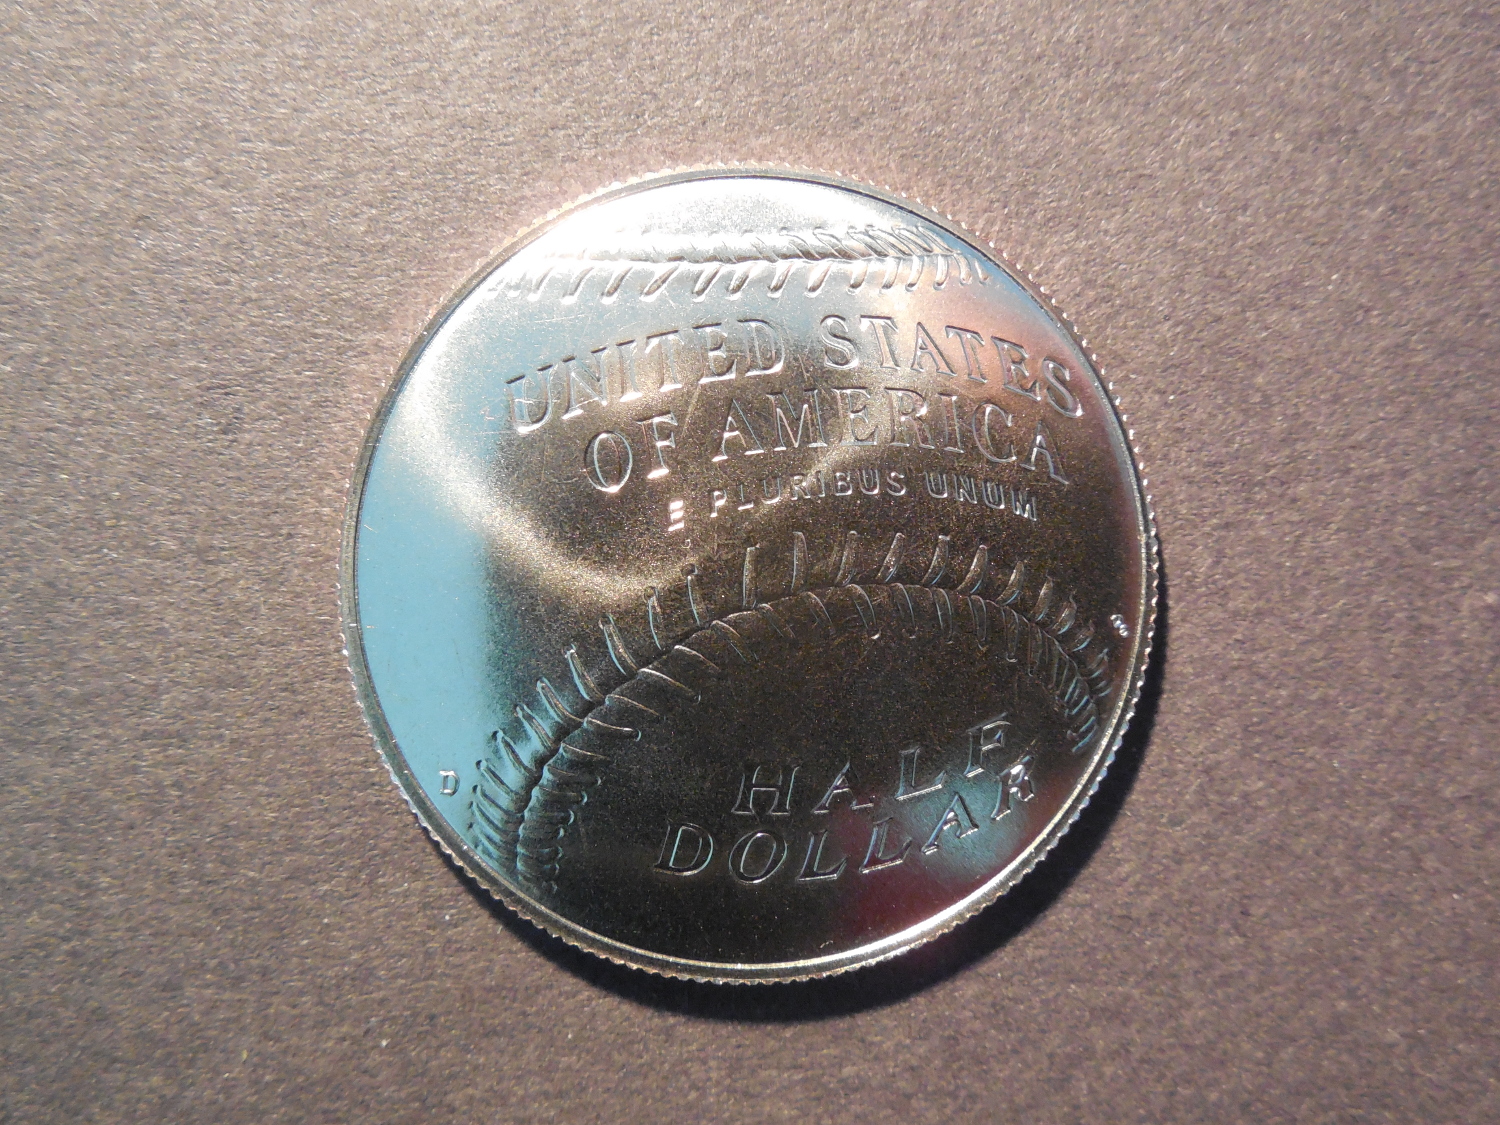 UNITED STATES
OF AMERICA
E PLURIBUS UNUM
D
HALF
DOLLAR